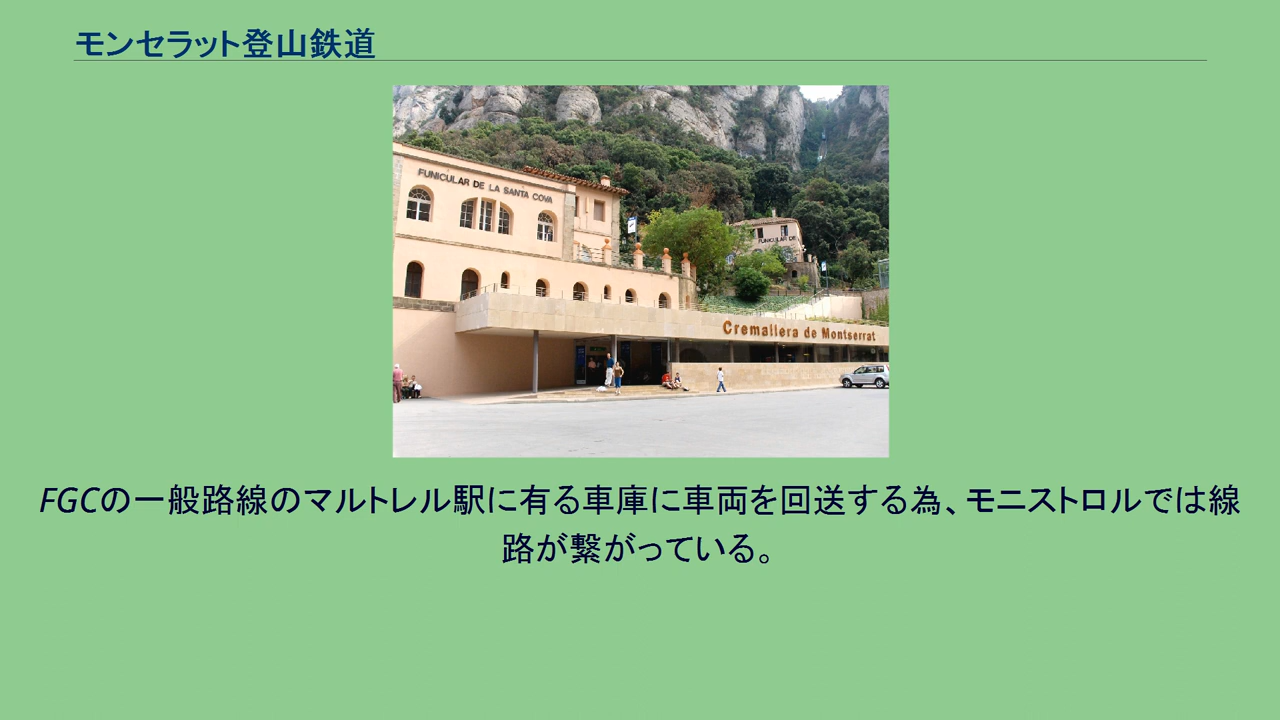 モンセラット登山鉄道
FUNICULAR DE LA SANTA COVA
FUNICULAR DE
Cremallera de Montserrat
FGCの一般路線のマルトレル駅に有る車庫に車両を回送する為、モニストロルでは線
路が繋がっている。